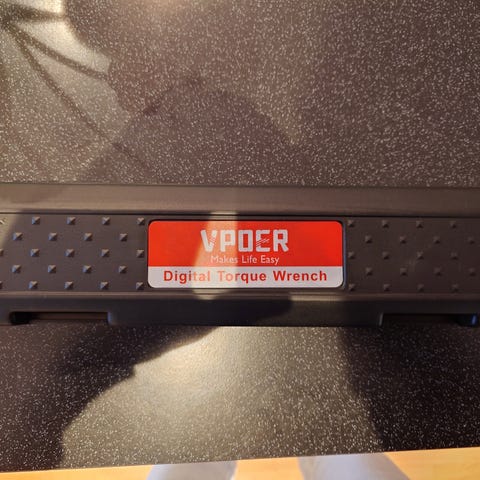 VPOER
Makes Life Easy
Digital Torque Wrench